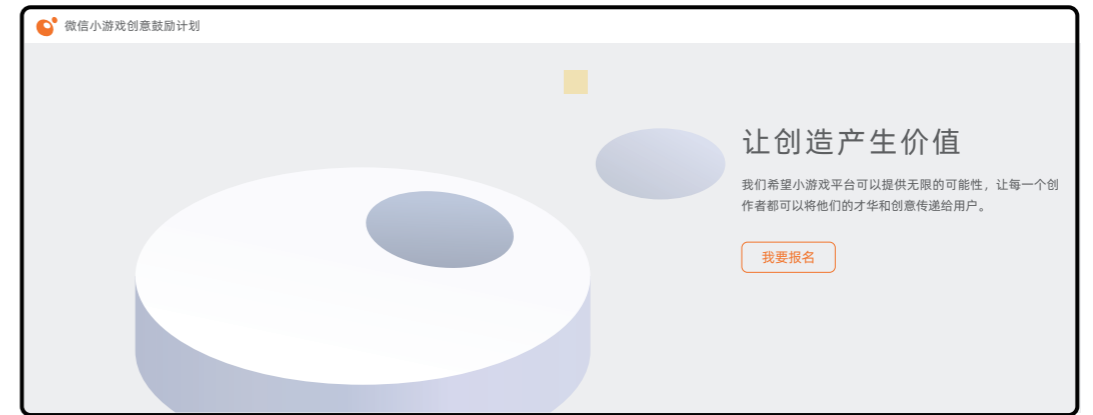 微信小游戏创意鼓励计划
让创造产生价值
我们希望小游戏平台可以提供无限的可能性，让每一个创
作者都可以将他们的才华和创意传递给用户。
我要报名